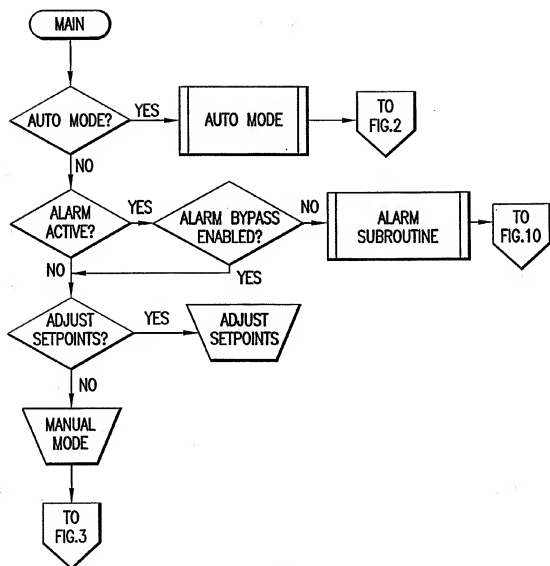 MAIN
AUTO MODE?
YES
AUTO MODE
TO
FIG.2
NO
ALARM
ACTIVE?
YES
ALARM BYPASS
ENABLED?
NO
ALARM
SUBROUTINE
TO
FIG.10
NO
YES
ADJUST
SETPOINTS?
YES
ADJUST
SETPOINTS
NO
MANUAL
MODE
TO
FIG.3